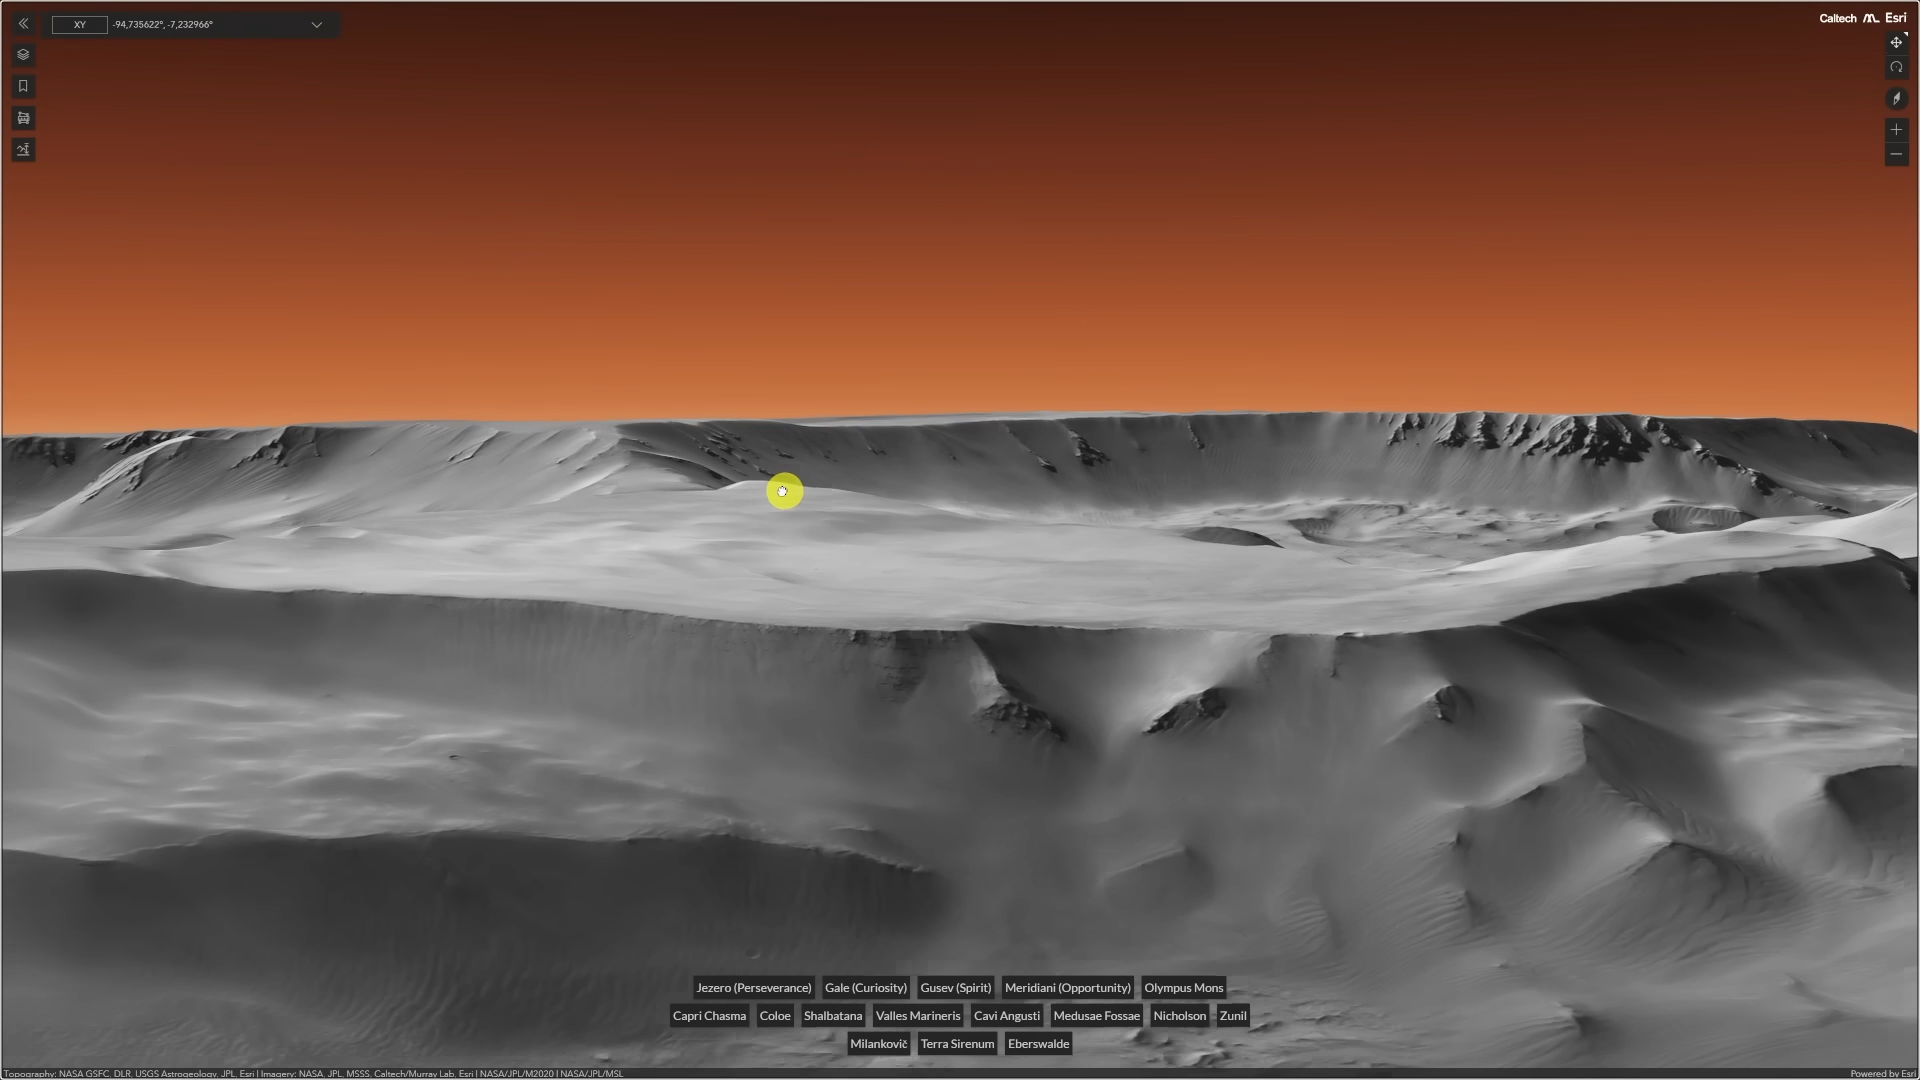 XY -94,735622°, -7,232966°
Caltech Esri
Jezero (Perseverance) Gale (Curiosity) Gusev (Spirit) Meridiani (Opportunity) Olympus Mons
Capri Chasma Coloe Shalbatana Valles Marineris Cavi Angusti Medusae Fossae Nicholson Zunil
Milankovič Terra Sirenum Eberswalde
Topography: NASA GSFC, DLR, USGS Astrogeology, JPL, Esri | Imagery: NASA, JPL, MSSS, Caltech/Murray Lab, Esri | NASA/JPL/M2020 | NASA/JPL/MSL
Powered by Esri